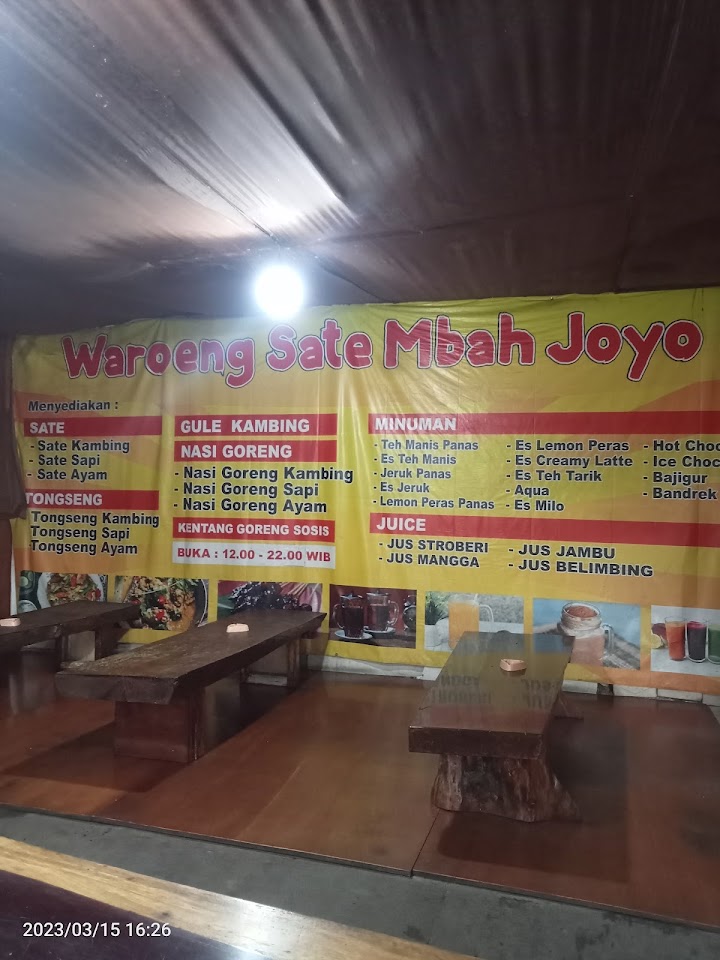 Waroeng Sate Mbah Joyo
Menyediakan :
SATE
- Sate Kambing
- Sate Sapi
- Sate Ayam
TONGSENG
Tongseng Kambing
Tongseng Sapi
Tongseng Ayam
GULE KAMBING
NASI GORENG
- Nasi Goreng Kambing
- Nasi Goreng Sapi
- Nasi Goreng Ayam
KENTANG GORENG SOSIS
BUKA : 12.00 - 22.00 WIB
MINUMAN
- Teh Manis Panas
- Es Teh Manis
- Jeruk Panas
- Es Jeruk
- Lemon Peras Panas
- Es Lemon Peras
- Es Creamy Latte
- Es Teh Tarik
- Aqua
- Es Milo
- Hot Choc
- Ice Choc
- Bajigur
- Bandrek
JUICE
- JUS STROBERI
- JUS MANGGA
- JUS JAMBU
- JUS BELIMBING
2023/03/15 16:26